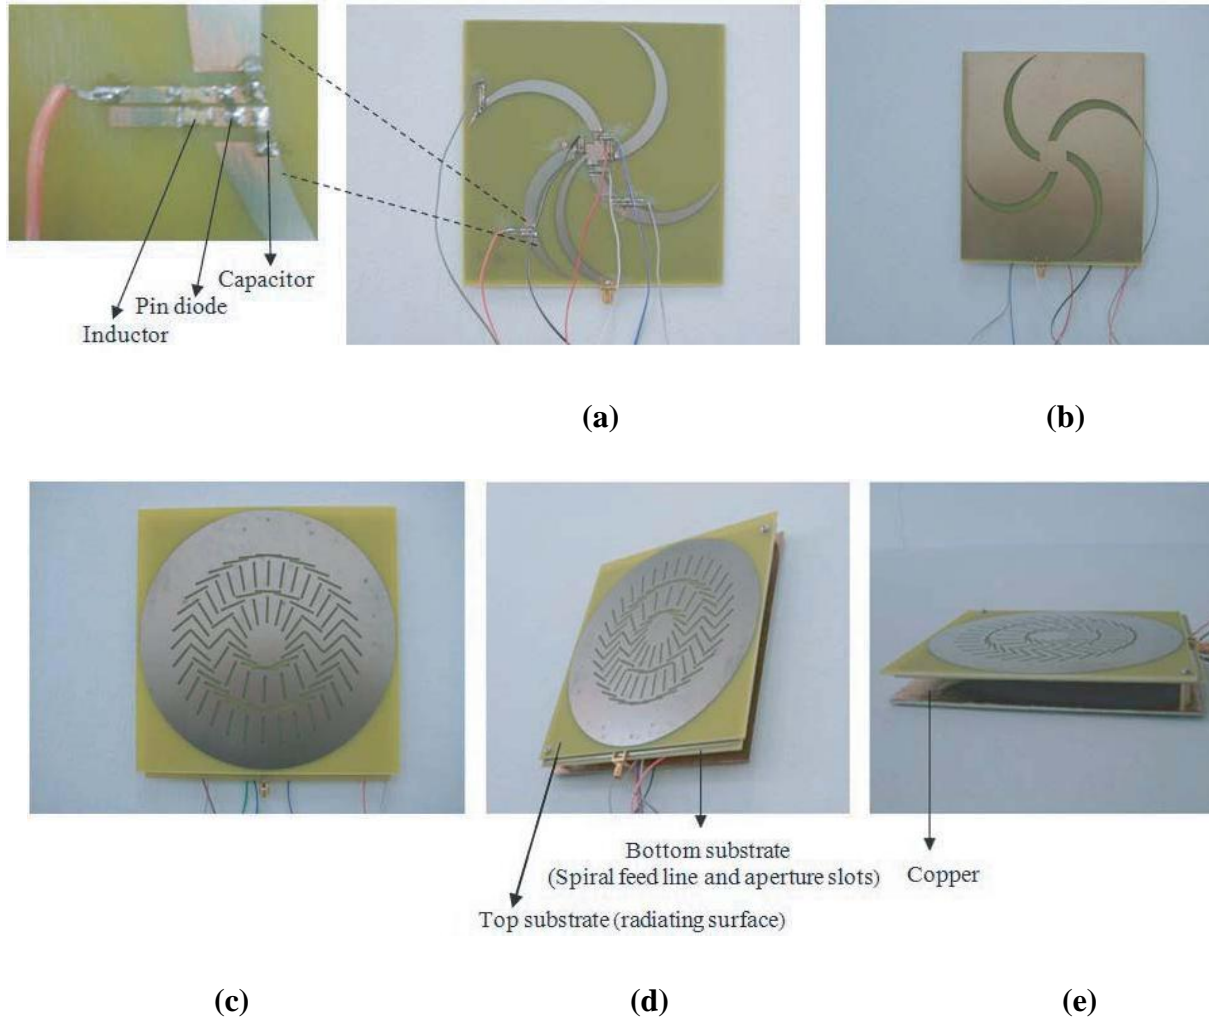 Capacitor
Pin diode
Inductor
(a)
(b)
Bottom substrate
(Spiral feed line and aperture slots)
Copper
Top substrate (radiating surface)
(c)
(d)
(e)